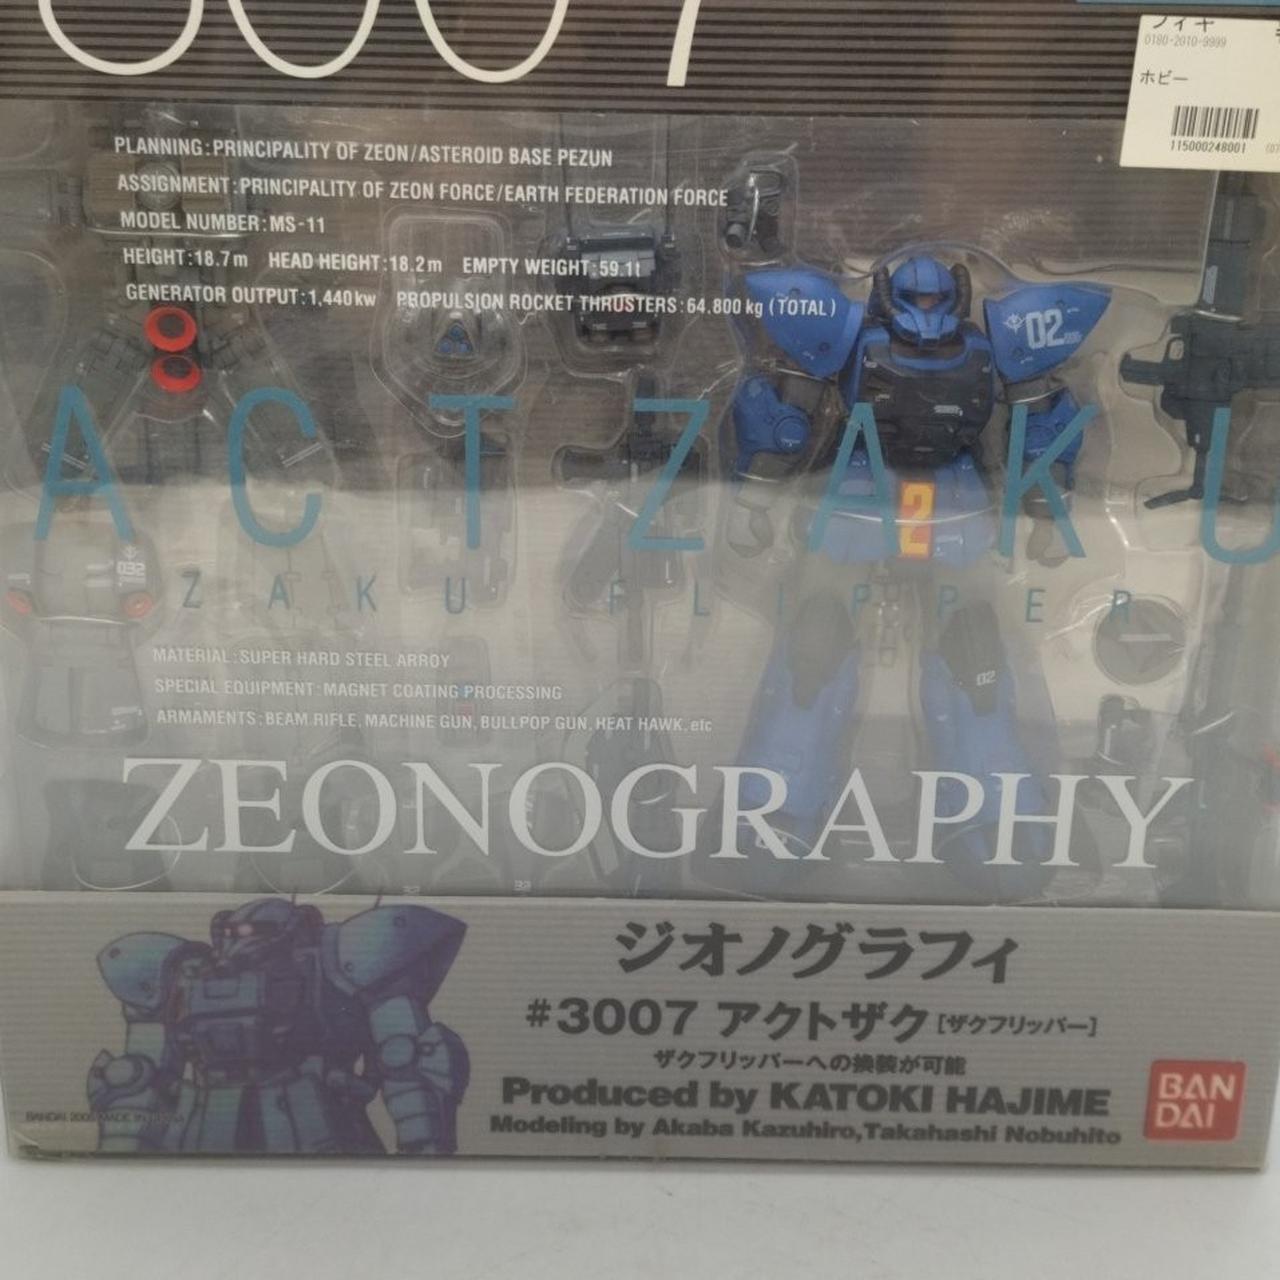 3007
0180-2010-9999
ホビー
115000248001
PLANNING:PRINCIPALITY OF ZEON/ASTEROID BASE PEZUN
ASSIGNMENT:PRINCIPALITY OF ZEON FORCE/EARTH FEDERATION FORCE
MODEL NUMBER:MS-11
HEIGHT:18.7m HEAD HEIGHT:18.2m EMPTY WEIGHT:59.1t
GENERATOR OUTPUT:1,440kw PROPULSION ROCKET THRUSTERS:64.800kg (TOTAL)
02
ACTZAKU
2
032
ZAKU FLIPPER
MATERIAL:SUPER HARD STEEL ARROY
SPECIAL EQUIPMENT:MAGNET COATING PROCESSING
ARMAMENTS:BEAM RIFLE, MACHINE GUN, BULLPOP GUN, HEAT HAWK, etc
02
ZEONOGRAPHY
ジオノグラフィ
#3007 アクトザク [ザクフリッパー]
ザクフリッパーへの換装が可能
Produced by KATOKI HAJIME
Modeling by Akaba Kazuhiro,Takahashi Nobuhito
BANDAI